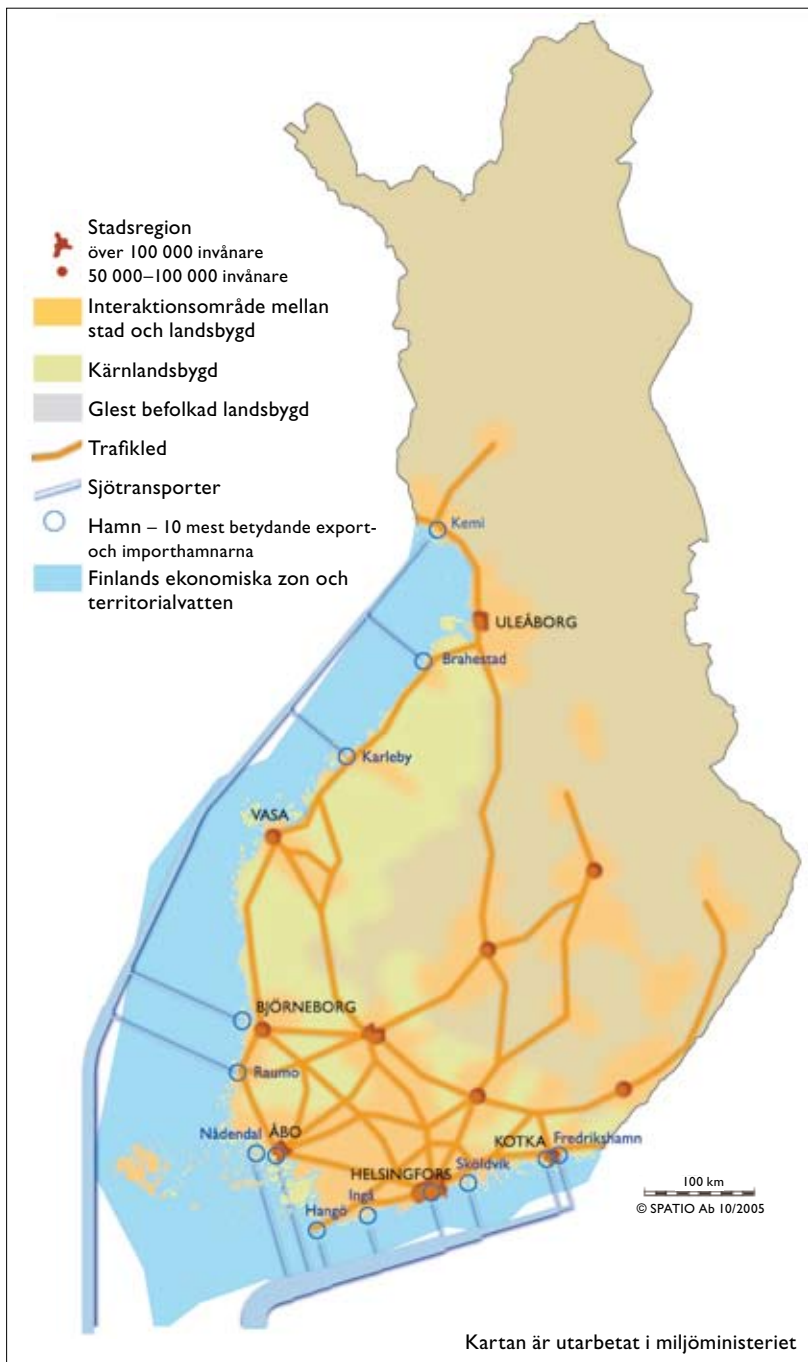 Stadsregion
över 100 000 invånare
50 000–100 000 invånare
Interaktionsområde mellan
stad och landsbygd
Kärnlandsbygd
Glest befolkad landsbygd
Trafikled
Sjötransporter
Hamn – 10 mest betydande export-
och importhamnarna
Finlands ekonomiska zon och
territorialvatten
Kemi
ULEÅBORG
Brahestad
Karleby
VASA
BJÖRNEBORG
Raumo
Nådendal
ÅBO
KOTKA
Fredrikshamn
HELSINGFORS
Sköldvik
Ingå
Hangö
100 km
© SPATIO Ab 10/2005
Kartan är utarbetat i miljöministeriet